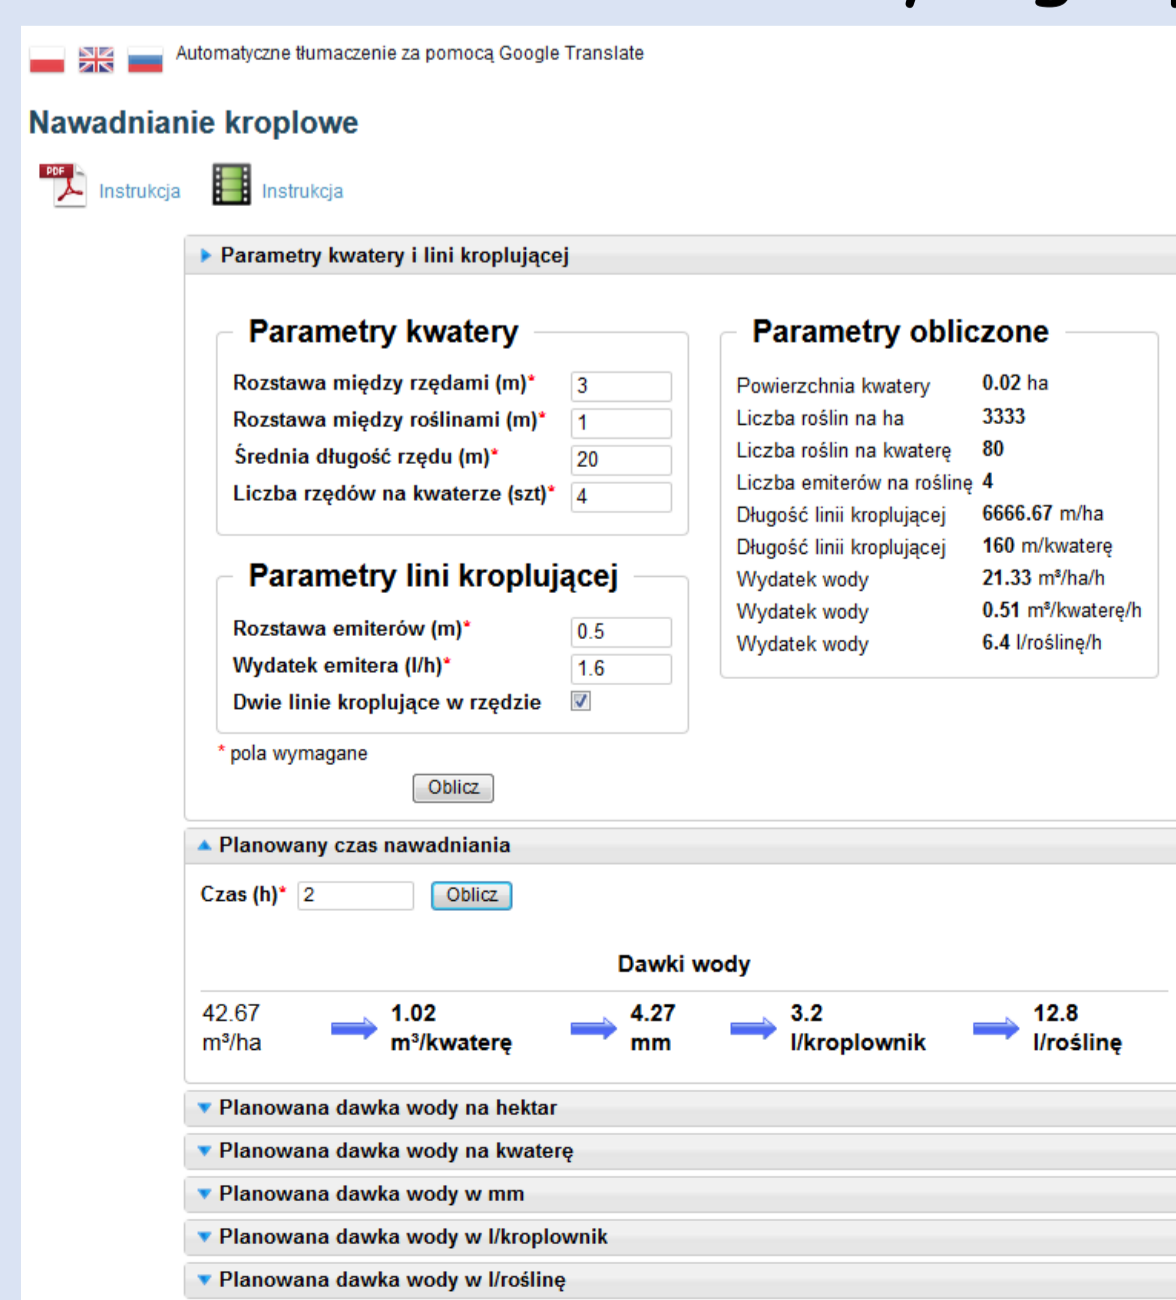 Automatyczne tłumaczenie za pomocą Google Translate
Nawadnianie kroplowe
PDF Instrukcja Instrukcja
Parametry kwatery i lini kroplującej
Parametry kwatery
Rozstawa między rzędami (m)* 3
Rozstawa między roślinami (m)* 1
Średnia długość rzędu (m)* 20
Liczba rzędów na kwaterze (szt)* 4
Parametry lini kroplującej
Rozstawa emiterów (m)* 0.5
Wydatek emitera (l/h)* 1.6
Dwie linie kroplujące w rzędzie
* pola wymagane
Oblicz
Parametry obliczone
Powierzchnia kwatery 0.02 ha
Liczba roślin na ha 3333
Liczba roślin na kwaterę 80
Liczba emiterów na roślinę 4
Długość linii kroplującej 6666.67 m/ha
Długość linii kroplującej 160 m/kwaterę
Wydatek wody 21.33 m³/ha/h
Wydatek wody 0.51 m³/kwaterę/h
Wydatek wody 6.4 l/roślinę/h
Planowany czas nawadniania
Czas (h)* 2 Oblicz
Dawki wody
42.67 1.02 4.27 3.2 12.8
m³/ha m³/kwaterę mm l/kroplownik l/roślinę
Planowana dawka wody na hektar
Planowana dawka wody na kwaterę
Planowana dawka wody w mm
Planowana dawka wody w l/kroplownik
Planowana dawka wody w l/roślinę